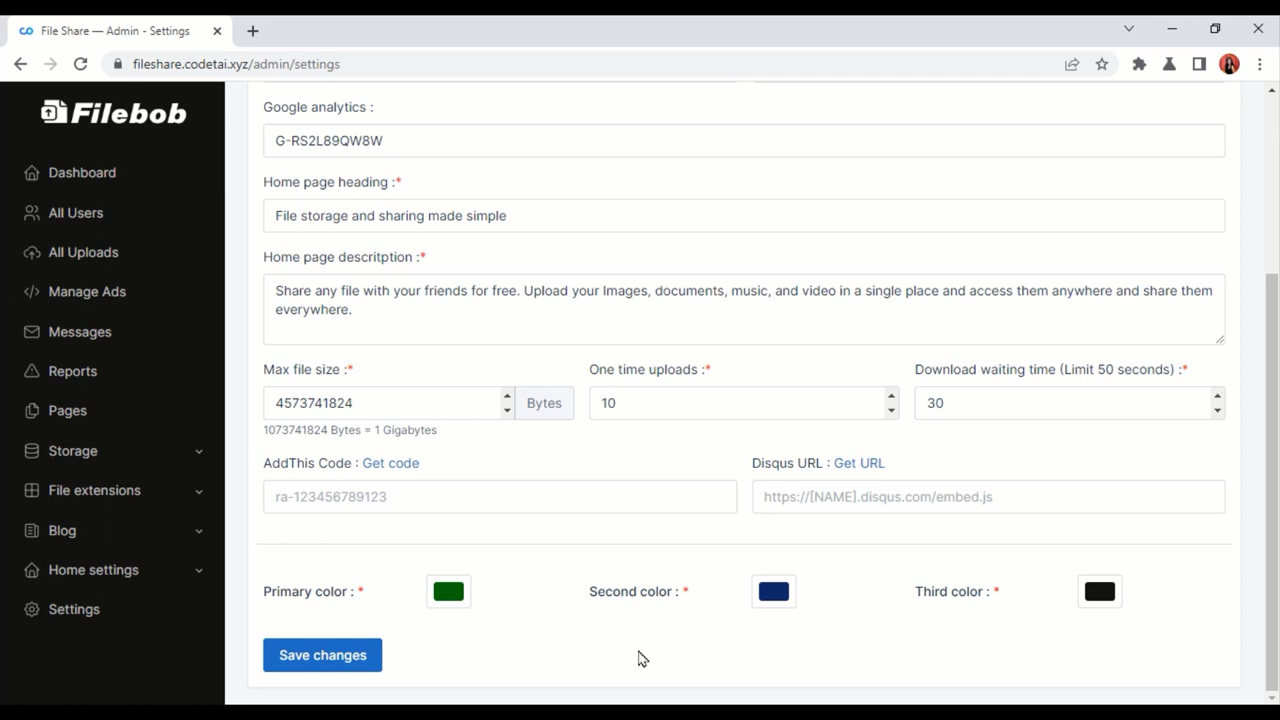 File Share — Admin - Settings
fileshare.codetai.xyz/admin/settings
Filebob
Dashboard
All Users
All Uploads
Manage Ads
Messages
Reports
Pages
Storage
File extensions
Blog
Home settings
Settings
Google analytics :
G-RS2L89QW8W
Home page heading :*
File storage and sharing made simple
Home page descritption :*
Share any file with your friends for free. Upload your Images, documents, music, and video in a single place and access them anywhere and share them
everywhere.
Max file size :* One time uploads :* Download waiting time (Limit 50 seconds) :*
4573741824 Bytes 10 30
1073741824 Bytes = 1 Gigabytes
AddThis Code : Get code Disqus URL : Get URL
ra-123456789123 https://[NAME].disqus.com/embed.js
Primary color : * Second color : * Third color : *
Save changes